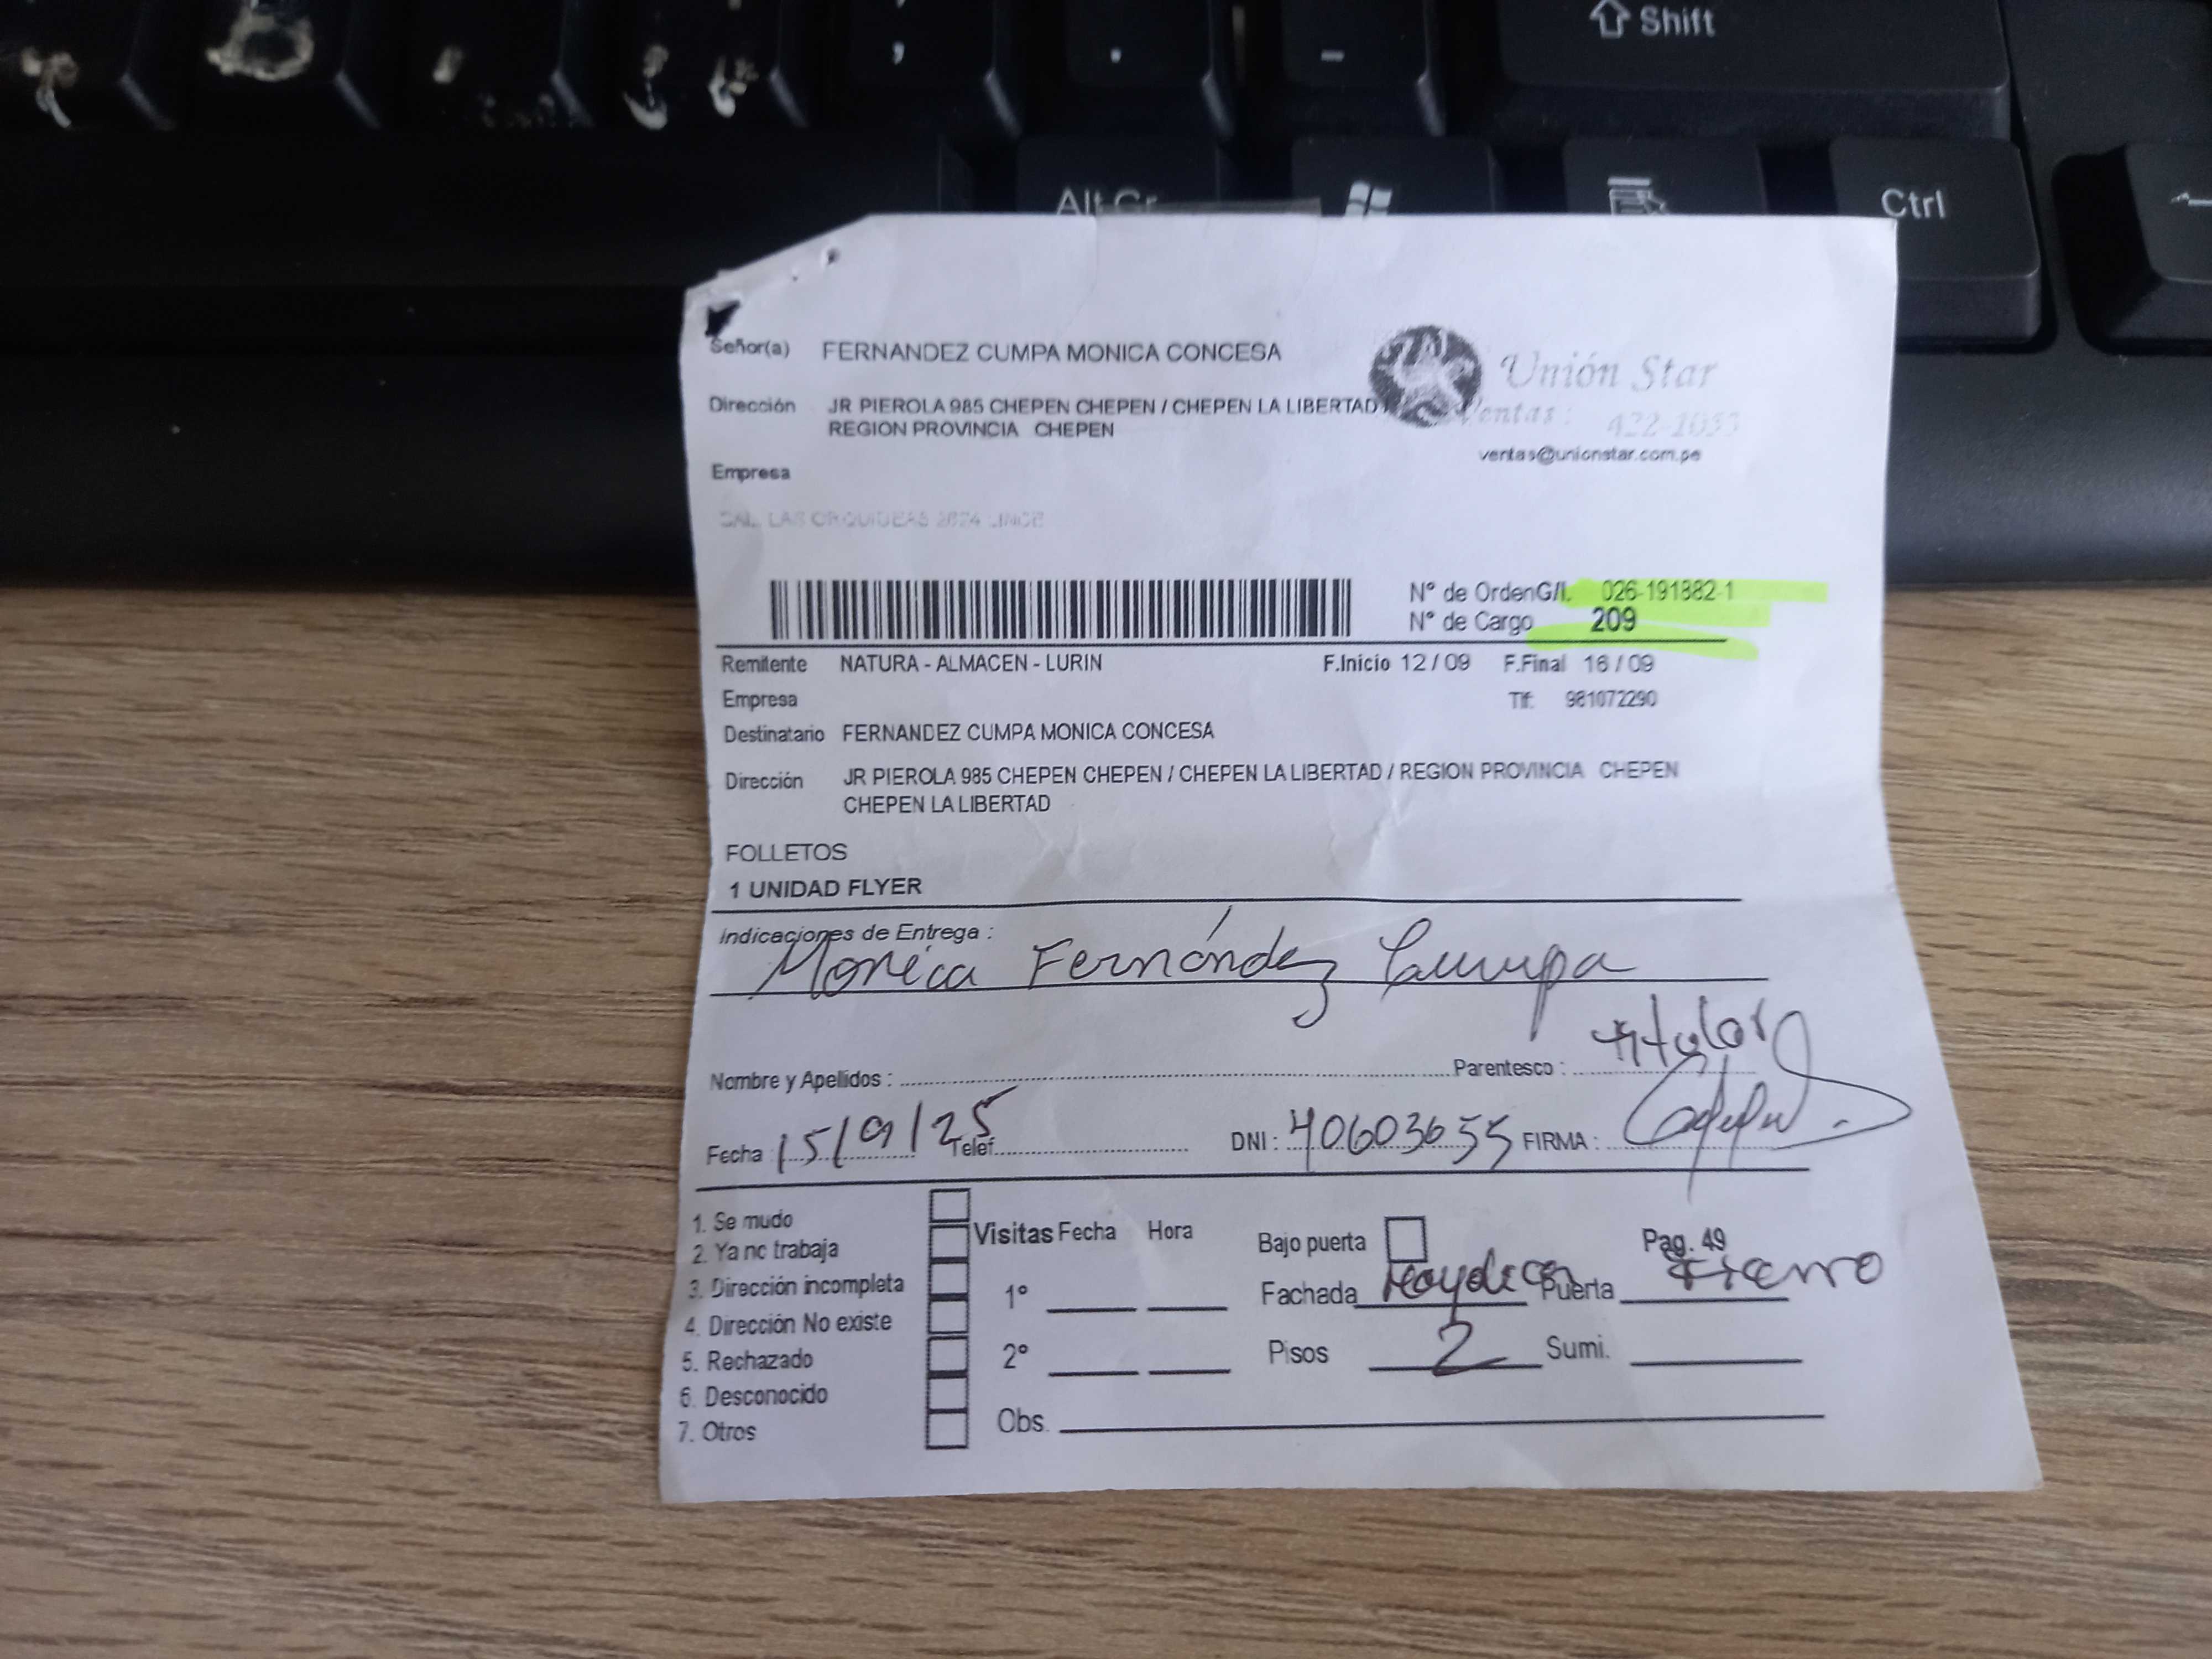 Shift
Alt Gr
Ctrl
Señor(a) FERNANDEZ CUMPA MONICA CONCESA
Unión Star
Dirección JR PIEROLA 985 CHEPEN CHEPEN / CHEPEN LA LIBERTAD /
Ventas: 422-1053
REGION PROVINCIA CHEPEN
ventas@unionstar.com.pe
Empresa
CAL. LAS ORQUIDEAS 2674 LINCE
N° de OrdenG/I. 026-191882-1
N° de Cargo 209
Remitente NATURA - ALMACEN - LURIN F.Inicio 12 / 09 F.Final 16 / 09
Empresa Tlf: 981072290
Destinatario FERNANDEZ CUMPA MONICA CONCESA
Dirección JR PIEROLA 985 CHEPEN CHEPEN / CHEPEN LA LIBERTAD / REGION PROVINCIA CHEPEN
CHEPEN LA LIBERTAD
FOLLETOS
1 UNIDAD FLYER
Indicaciones de Entrega :
Monica Fernández Cumpa
Nombre y Apellidos : Parentesco : titular
Fecha : 15/9/25 Telef. DNI : 40603655 FIRMA :
1. Se mudo
2. Ya no trabaja
3. Dirección incompleta
4. Dirección No existe
5. Rechazado
6. Desconocido
7. Otros
Visitas Fecha Hora
1°
2°
Obs.
Bajo puerta Pag. 49
Fachada Puerta Fierro
Pisos 2 Sumi.